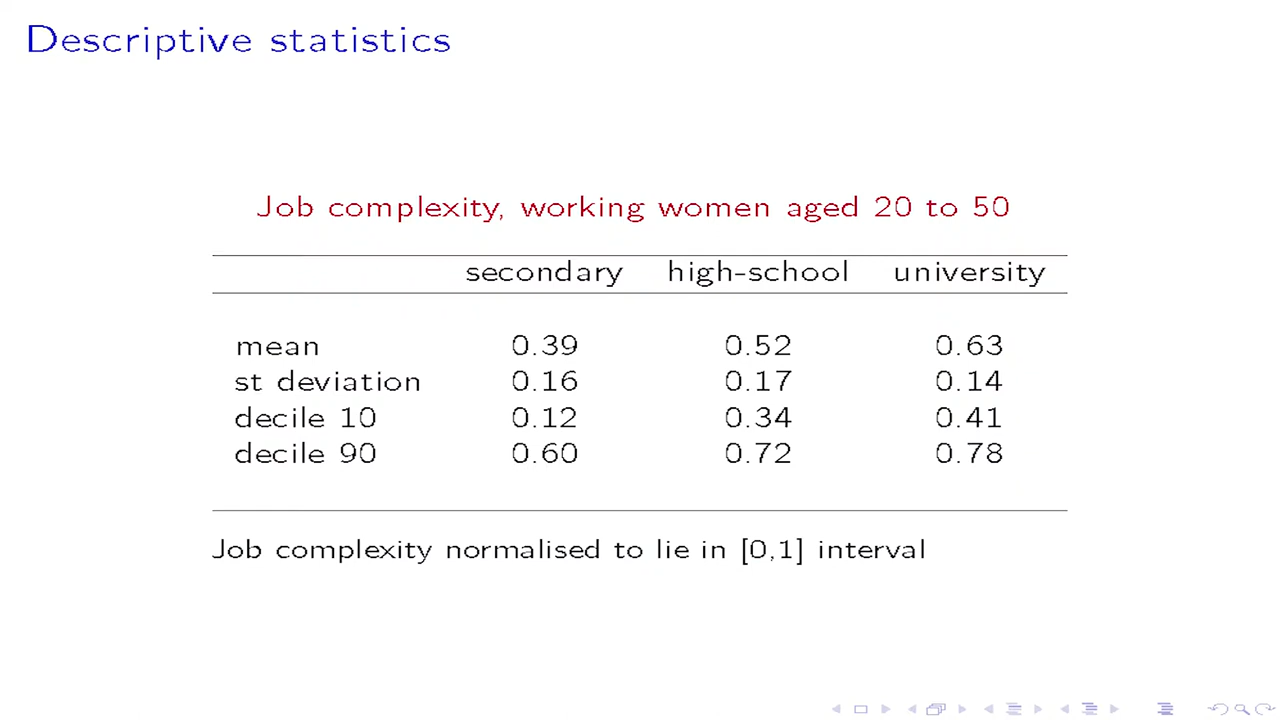 Descriptive statistics
Job complexity, working women aged 20 to 50
secondary high-school university
mean 0.39 0.52 0.63
st deviation 0.16 0.17 0.14
decile 10 0.12 0.34 0.41
decile 90 0.60 0.72 0.78
Job complexity normalised to lie in [0,1] interval